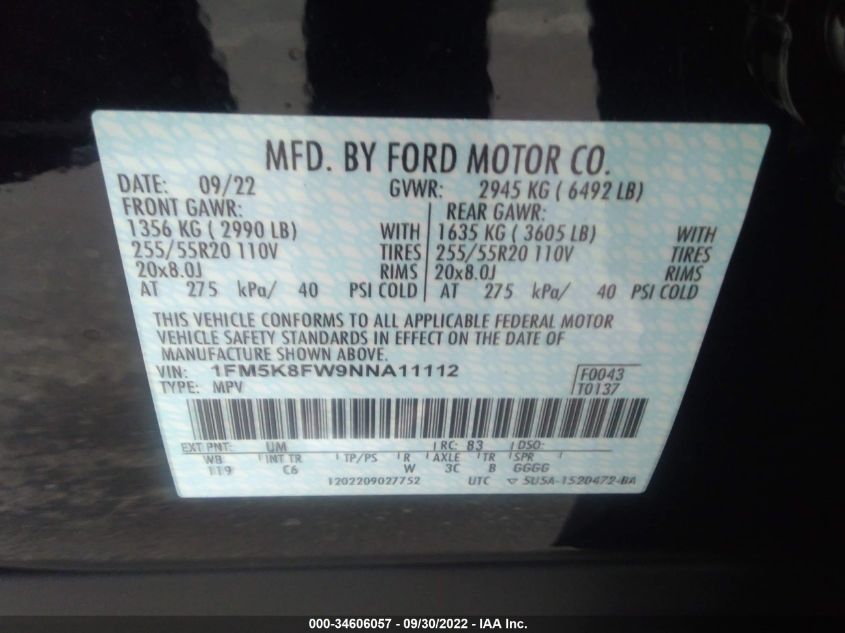 MFD. BY FORD MOTOR CO.
DATE: 09/22 GVWR: 2945 KG ( 6492 LB)
FRONT GAWR: REAR GAWR:
1356 KG ( 2990 LB) WITH 1635 KG ( 3605 LB) WITH
255/55R20 110V TIRES 255/55R20 110V TIRES
20x8.0J RIMS 20x8.0J RIMS
AT 275 kPa/ 40 PSI COLD AT 275 kPa/ 40 PSI COLD
THIS VEHICLE CONFORMS TO ALL APPLICABLE FEDERAL MOTOR
VEHICLE SAFETY STANDARDS IN EFFECT ON THE DATE OF
MANUFACTURE SHOWN ABOVE.
VIN: 1FM5K8FW9NNA11112 F0043
TYPE: MPV T0137
EXT PNT: UM RC: 83 DSO:
WB INT TR TP/PS R AXLE TR SPR
119 C6 W 3C B GGGG
1202209027752 UTC ▽ 5U5A-1520472-BA
000-34606057 - 09/30/2022 - IAA Inc.